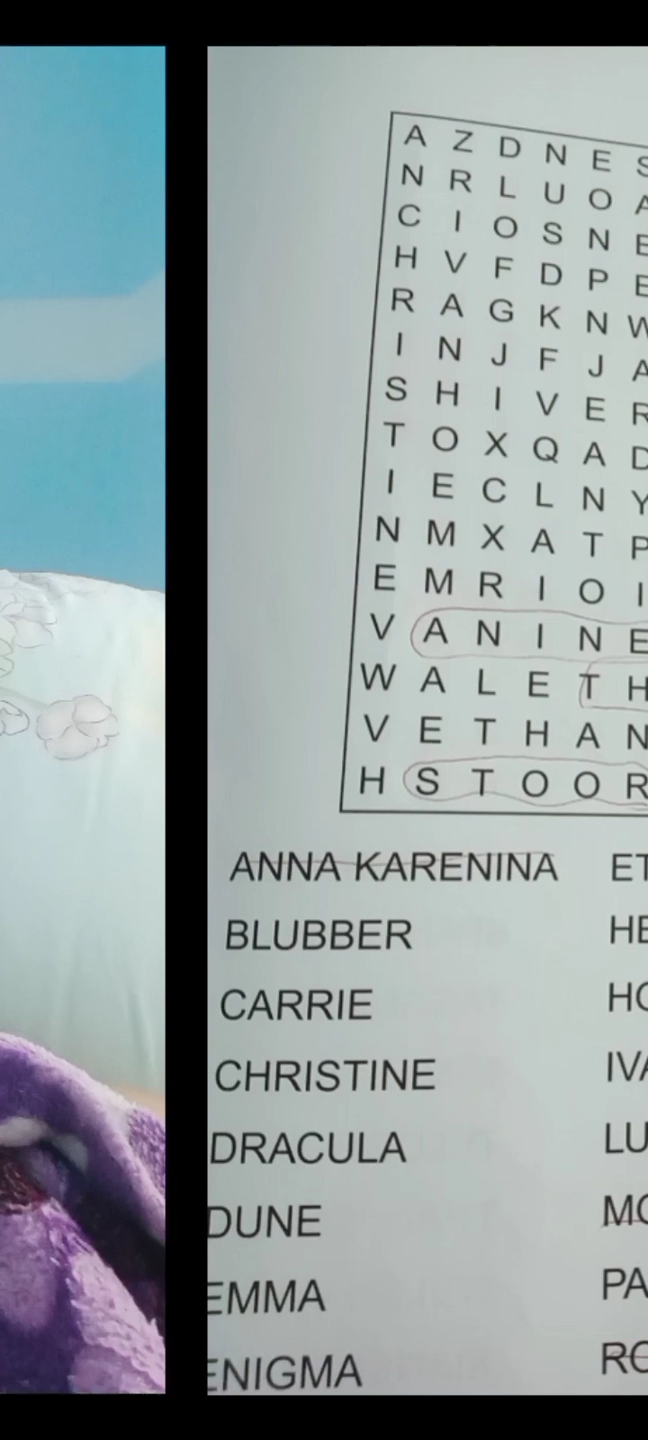 A Z D N E S
N R L U O A
C I O S N E
H V F D P E
R A G K N W
I N J F J A
S H I V E R
T O X Q A D
I E C L N Y
N M X A T P
E M R I O I
V A N I N E
W A L E T H
V E T H A N
H S T O O R
ANNA KARENINA ET
BLUBBER HE
CARRIE HO
CHRISTINE IVA
DRACULA LU
DUNE MO
EMMA PA
ENIGMA RO